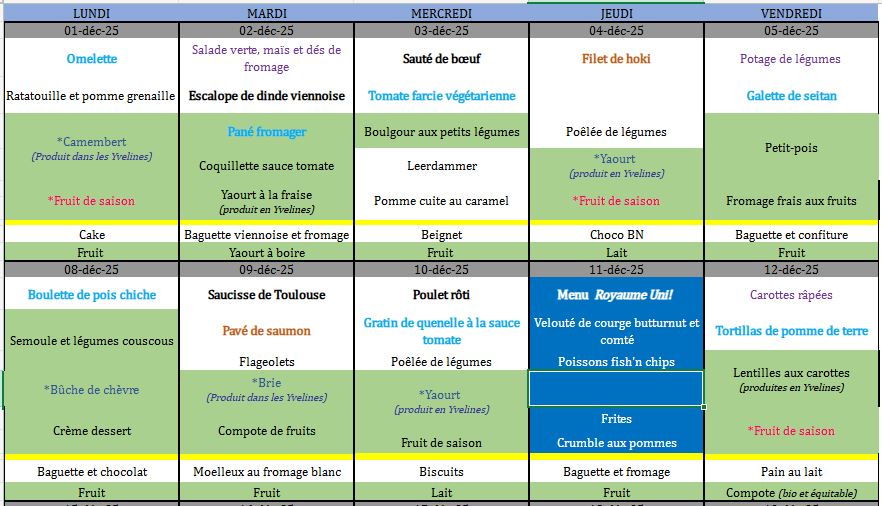 LUNDI MARDI MERCREDI JEUDI VENDREDI
01-déc-25 02-déc-25 03-déc-25 04-déc-25 05-déc-25
Omelette
Salade verte, maïs et dés de
fromage
Sauté de bœuf
Filet de hoki
Potage de légumes
Ratatouille et pomme grenaille
Escalope de dinde viennoise
Tomate farcie végétarienne
Galette de seitan
*Camembert
(Produit dans les Yvelines)
Pané fromager
Boulgour aux petits légumes
Poêlée de légumes
Petit-pois
Coquillette sauce tomate
Leerdammer
*Yaourt
(produit en Yvelines)
*Fruit de saison
Yaourt à la fraise
(produit en Yvelines)
Pomme cuite au caramel
*Fruit de saison
Fromage frais aux fruits
Cake Baguette viennoise et fromage Beignet Choco BN Baguette et confiture
Fruit Yaourt à boire Fruit Lait Fruit
08-déc-25 09-déc-25 10-déc-25 11-déc-25 12-déc-25
Boulette de pois chiche
Saucisse de Toulouse
Poulet rôti
Menu Royaume Uni!
Carottes râpées
Semoule et légumes couscous
Pavé de saumon
Gratin de quenelle à la sauce
tomate
Velouté de courge butturnut et
comté
Tortillas de pomme de terre
Flageolets
Poêlée de légumes
Poissons fish'n chips
Lentilles aux carottes
(produites en Yvelines)
*Bûche de chèvre
*Brie
(Produit dans les Yvelines)
*Yaourt
(produit en Yvelines)
Frites
Crème dessert
Compote de fruits
Fruit de saison
Crumble aux pommes
*Fruit de saison
Baguette et chocolat Moelleux au fromage blanc Biscuits Baguette et fromage Pain au lait
Fruit Fruit Lait Fruit Compote (bio et équitable)